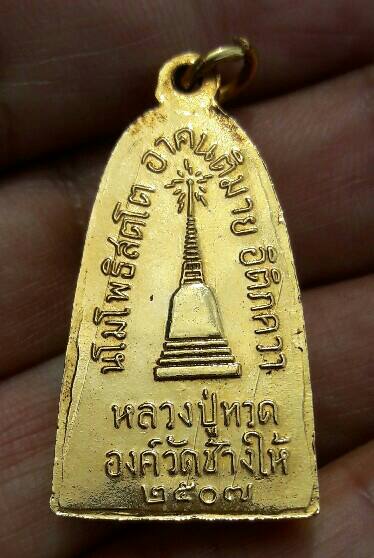 นโมโพธิสตฺโต อาคนติมาย อิติภควา
หลวงปู่ทวด
องค์วัดช้างให้
๒๕๐๗